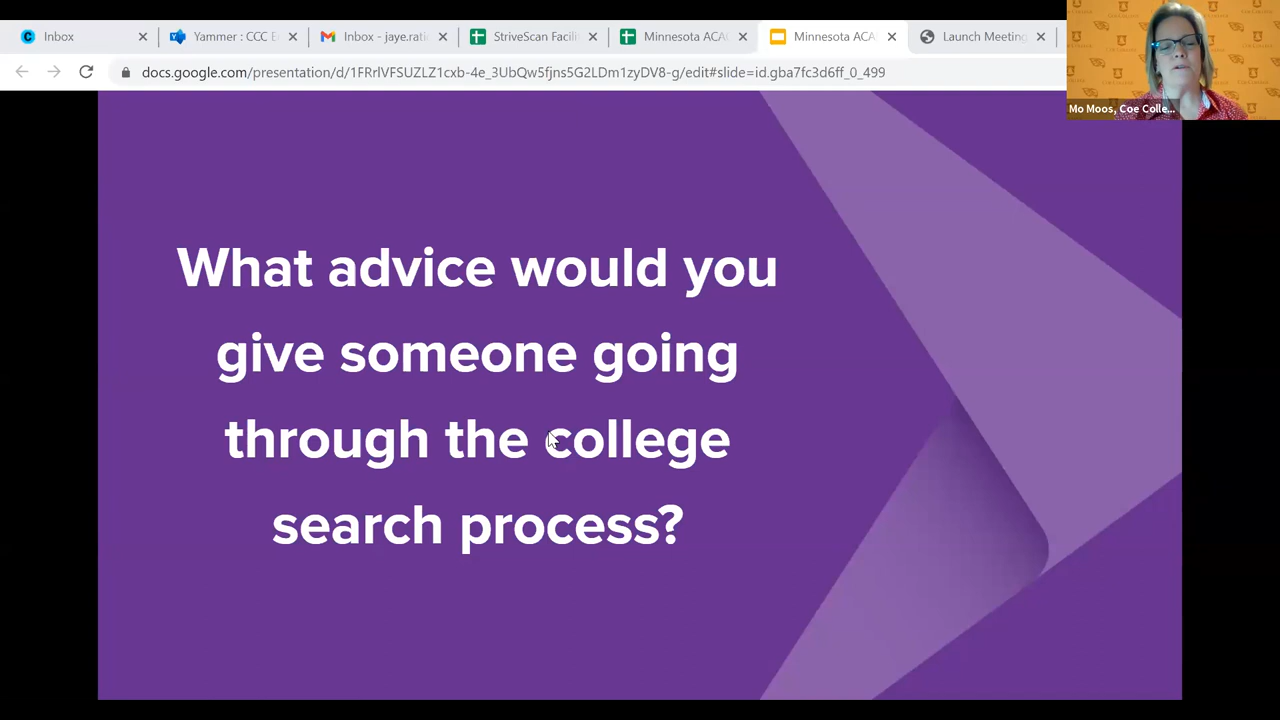 Inbox
Yammer : CCC E
Inbox - jaye.rati
StriveScan Facili
Minnesota ACA
Minnesota ACA
Launch Meeting
docs.google.com/presentation/d/1FRrlVFSUZLZ1cxb-4e_3UbQw5fjns5G2LDm1zyDV8-g/edit#slide=id.gba7fc3d6ff_0_499
Mo Moos, Coe Colle...
What advice would you
give someone going
through the college
search process?